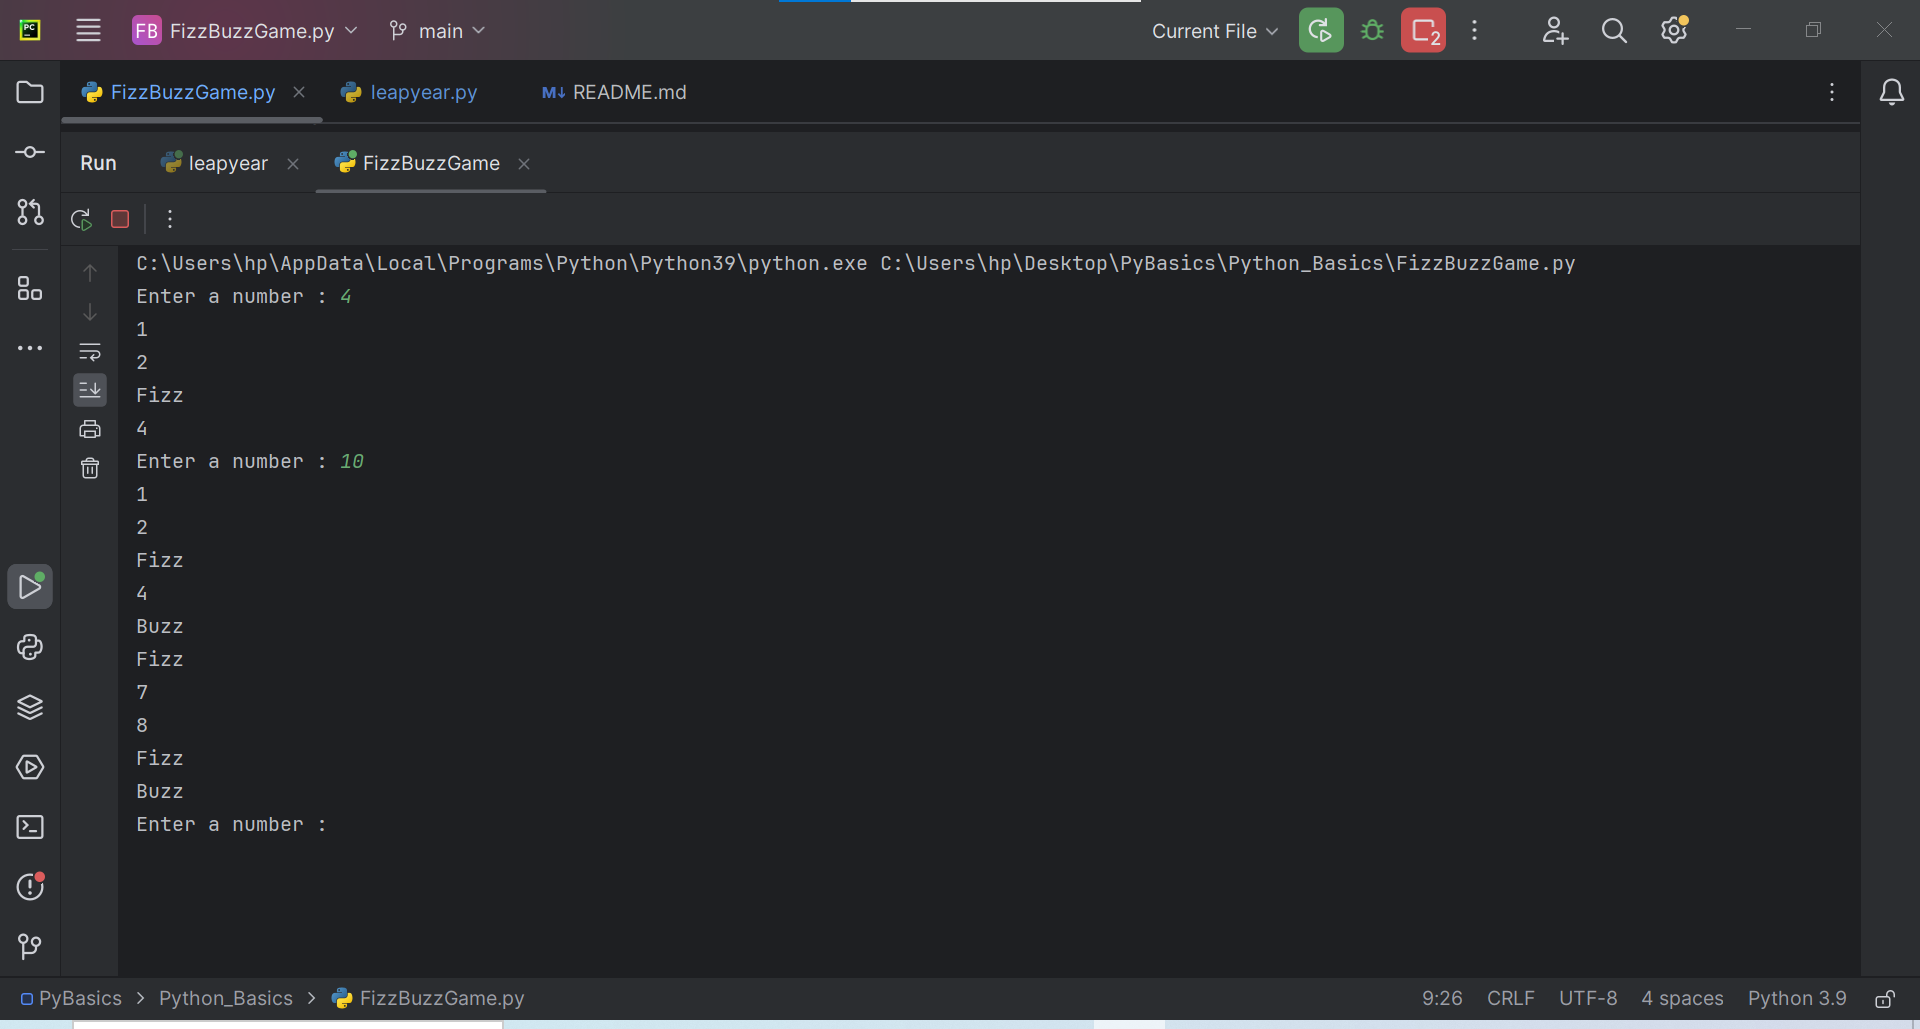 PC FB FizzBuzzGame.py main Current File 2
FizzBuzzGame.py leapyear.py M↓ README.md
Run leapyear FizzBuzzGame
C:\Users\hp\AppData\Local\Programs\Python\Python39\python.exe C:\Users\hp\Desktop\PyBasics\Python_Basics\FizzBuzzGame.py
Enter a number : 4
1
2
Fizz
4
Enter a number : 10
1
2
Fizz
4
Buzz
Fizz
7
8
Fizz
Buzz
Enter a number :
PyBasics > Python_Basics > FizzBuzzGame.py 9:26 CRLF UTF-8 4 spaces Python 3.9